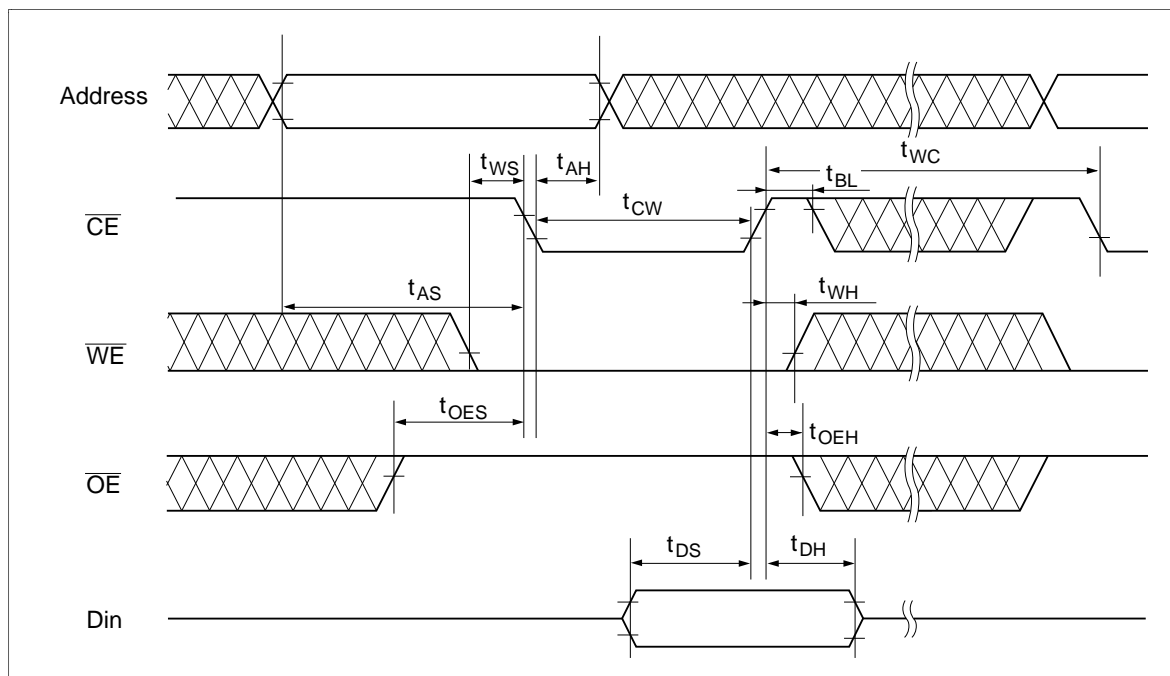 Address
tWS
tAH
tWC
tBL
CE
tCW
tAS
tWH
WE
tOES
tOEH
OE
tDS
tDH
Din